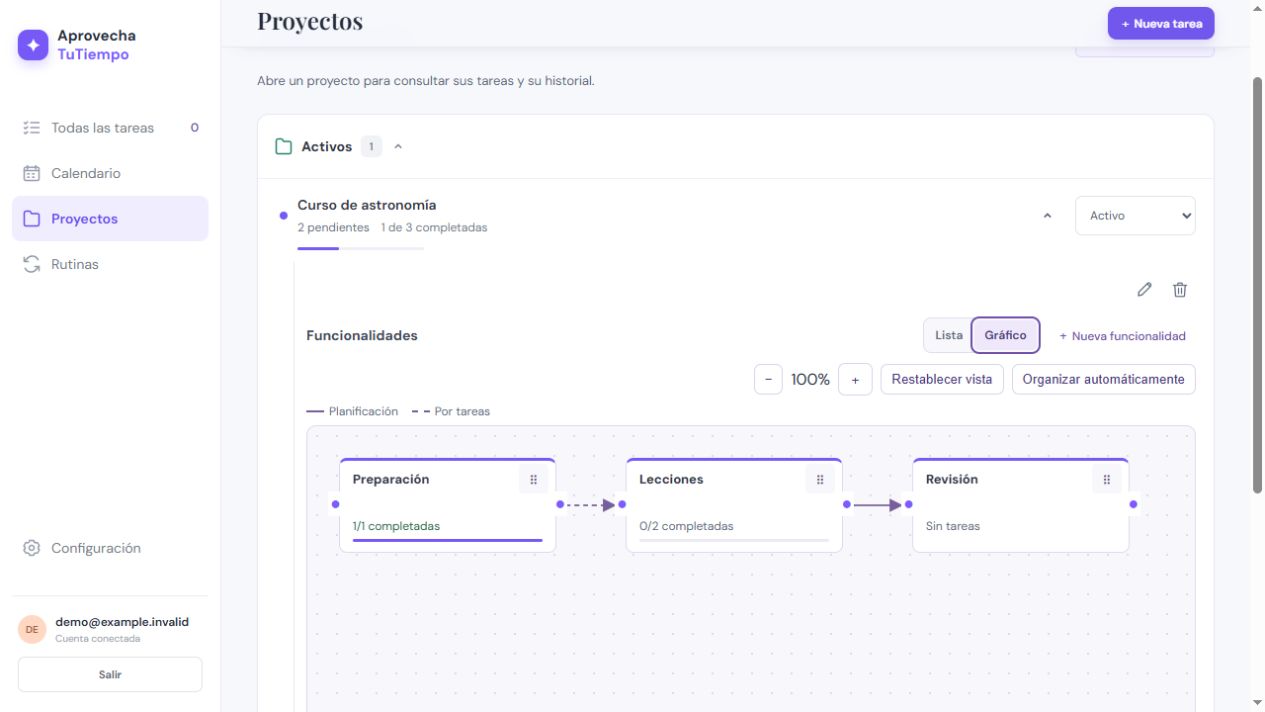 Aprovecha
TuTiempo
Todas las tareas 0
Calendario
Proyectos
Rutinas
Configuración
DE
demo@example.invalid
Cuenta conectada
Salir
Proyectos
+ Nueva tarea
Abre un proyecto para consultar sus tareas y su historial.
Activos 1
Curso de astronomía
2 pendientes 1 de 3 completadas
Activo
Funcionalidades
Lista Gráfico + Nueva funcionalidad
− 100% + Restablecer vista Organizar automáticamente
Planificación Por tareas
Preparación
1/1 completadas
Lecciones
0/2 completadas
Revisión
Sin tareas